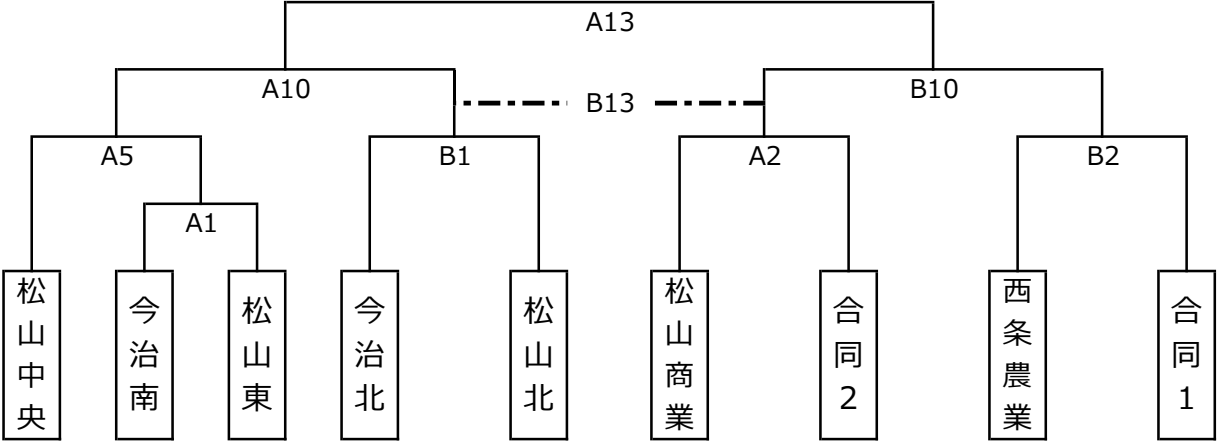 A13
A10
B10
B13
A5
B1
A2
B2
A1
松山中央
今治南
松山東
今治北
松山北
松山商業
合同2
西条農業
合同1